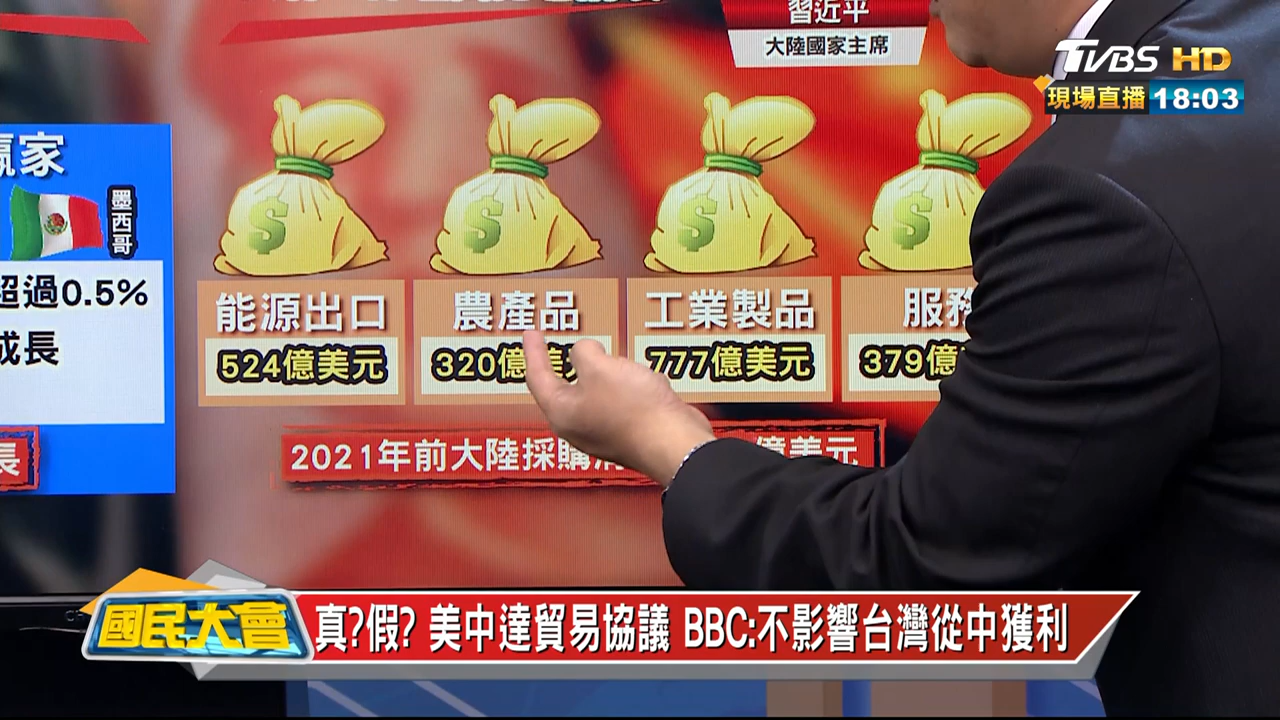 習近平
大陸國家主席
TVBS HD
現場直播 18:03
贏家
墨西哥
超過0.5%
成長
長
能源出口
524億美元
農產品
320億美元
工業製品
777億美元
服務
379億
2021年前大陸採購
億美元
國民大會
真?假? 美中達貿易協議 BBC:不影響台灣從中獲利